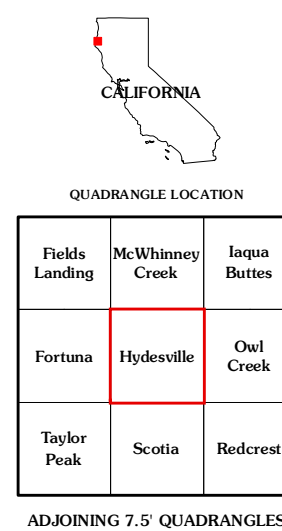 CALIFORNIA
QUADRANGLE LOCATION
Fields
Landing
McWhinney
Creek
Iaqua
Buttes
Fortuna
Hydesville
Owl
Creek
Taylor
Peak
Scotia
Redcrest
ADJOINING 7.5' QUADRANGLES